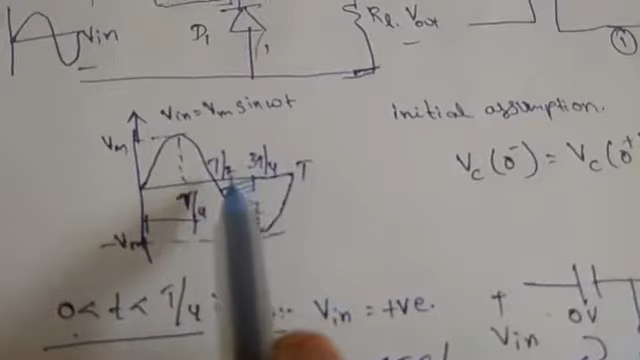 Vin D₁ Rℓ Vout
①
Vin = Vm sin ωt
initial assumption.
Vm T/2 3T/4 T
Vc(0⁻) = Vc(0⁺
T/4
-Vm
0 < t < T/4 Vin = +ve. + 0V
Vin